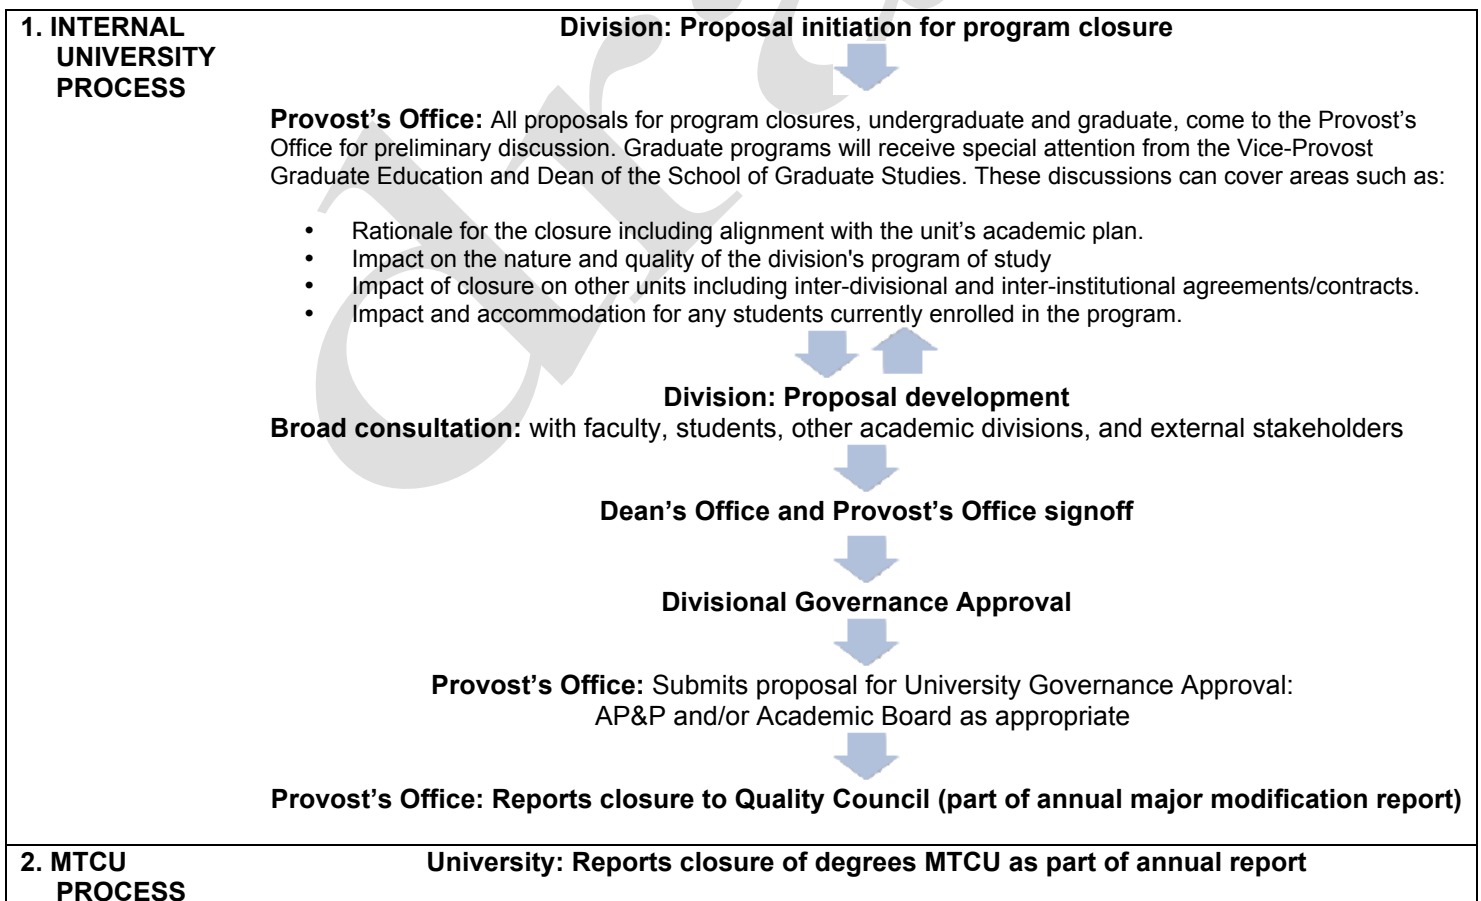 1. INTERNAL
UNIVERSITY
PROCESS
Division: Proposal initiation for program closure
Provost's Office: All proposals for program closures, undergraduate and graduate, come to the Provost's
Office for preliminary discussion. Graduate programs will receive special attention from the Vice-Provost
Graduate Education and Dean of the School of Graduate Studies. These discussions can cover areas such as:
• Rationale for the closure including alignment with the unit's academic plan.
• Impact on the nature and quality of the division's program of study
• Impact of closure on other units including inter-divisional and inter-institutional agreements/contracts.
• Impact and accommodation for any students currently enrolled in the program.
Division: Proposal development
Broad consultation: with faculty, students, other academic divisions, and external stakeholders
Dean's Office and Provost's Office signoff
Divisional Governance Approval
Provost's Office: Submits proposal for University Governance Approval:
AP&P and/or Academic Board as appropriate
Provost's Office: Reports closure to Quality Council (part of annual major modification report)
2. MTCU
PROCESS
University: Reports closure of degrees MTCU as part of annual report